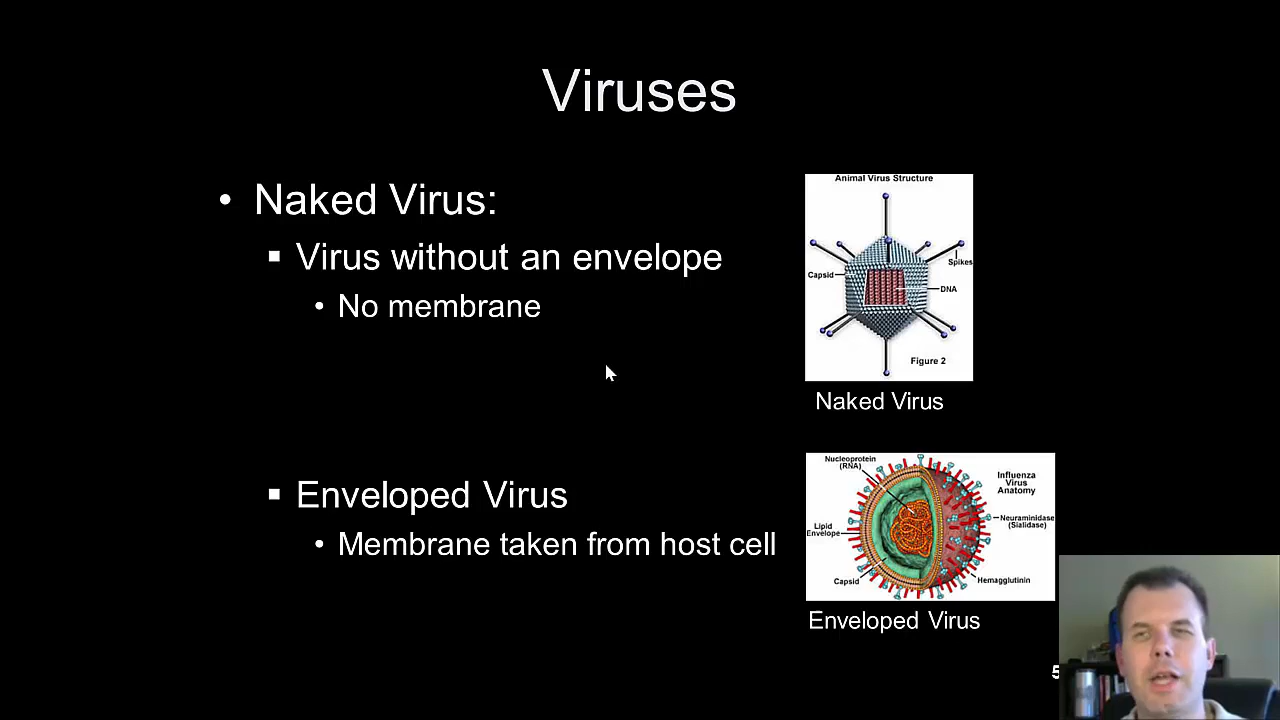 Viruses
• Naked Virus:
▪ Virus without an envelope
• No membrane
Animal Virus Structure
Spikes
Capsid
DNA
Figure 2
Naked Virus
▪ Enveloped Virus
• Membrane taken from host cell
Nucleoprotein
(RNA)
Influenza
Virus
Anatomy
Neuraminidase
(Sialidase)
Lipid
Envelope
Capsid
Hemagglutinin
Enveloped Virus
5